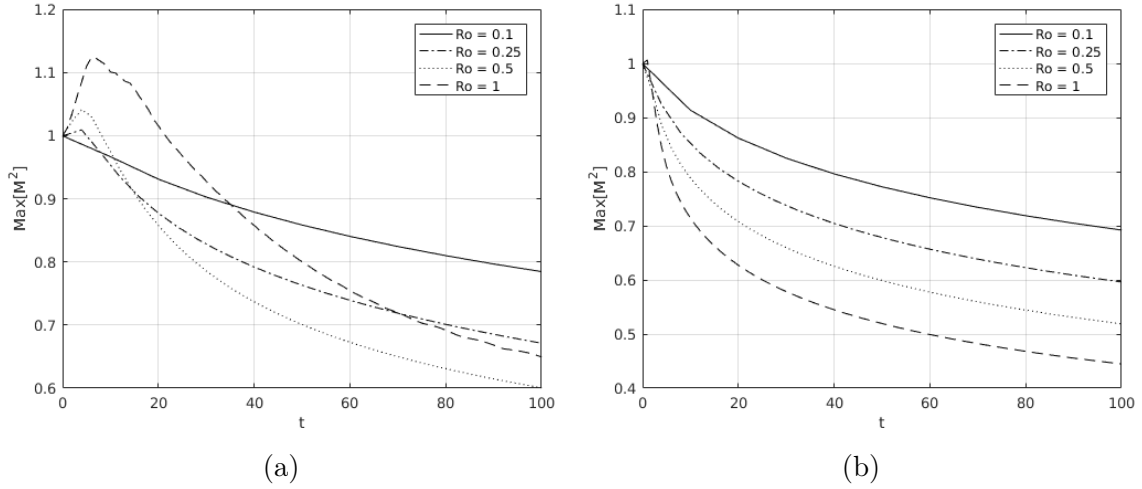 1.2
1.1
1
0.9
0.8
0.7
0.6
Max[M²]
0 20 40 60 80 100
t
Ro = 0.1
Ro = 0.25
Ro = 0.5
Ro = 1
(a)
1.1
1
0.9
0.8
0.7
0.6
0.5
0.4
Max[M²]
0 20 40 60 80 100
t
Ro = 0.1
Ro = 0.25
Ro = 0.5
Ro = 1
(b)